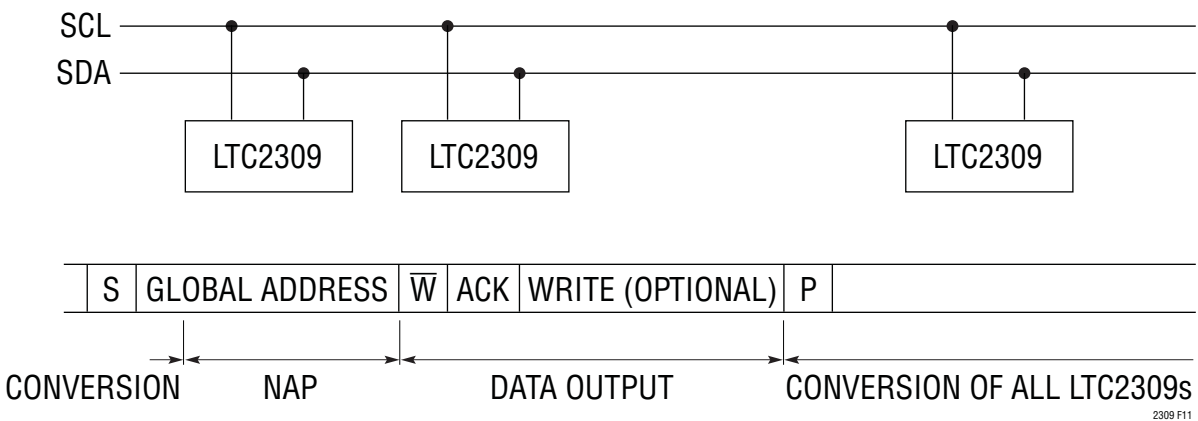 SCL
SDA
LTC2309 LTC2309 LTC2309
S GLOBAL ADDRESS W̅ ACK WRITE (OPTIONAL) P
CONVERSION NAP DATA OUTPUT CONVERSION OF ALL LTC2309s
2309 F11